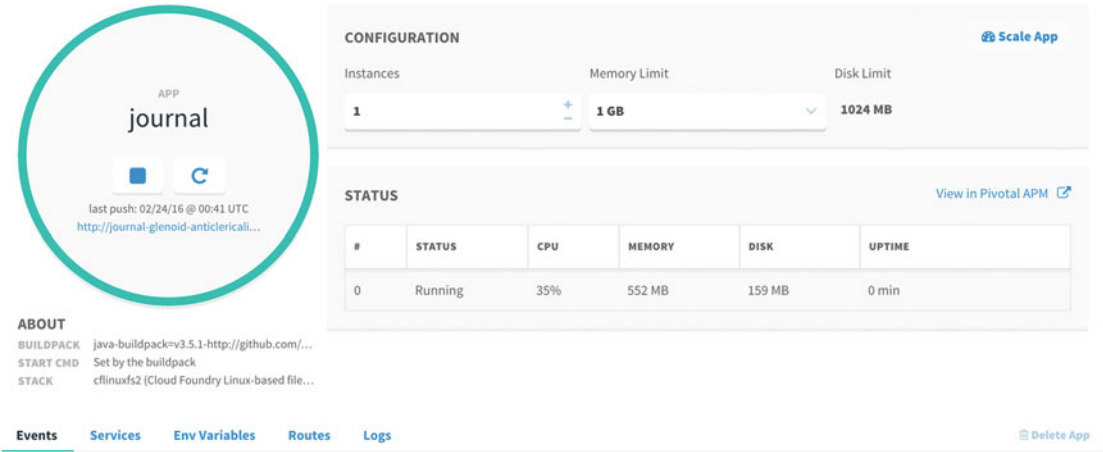 APP
journal
last push: 02/24/16 @ 00:41 UTC
http://journal-glenoid-anticlericali...
ABOUT
BUILDPACK java-buildpack=v3.5.1-http://github.com/...
START CMD Set by the buildpack
STACK cflinuxfs2 (Cloud Foundry Linux-based file...
CONFIGURATION Scale App
Instances Memory Limit Disk Limit
1 + − 1 GB 1024 MB
STATUS View in Pivotal APM
# STATUS CPU MEMORY DISK UPTIME
0 Running 35% 552 MB 159 MB 0 min
Events Services Env Variables Routes Logs Delete App